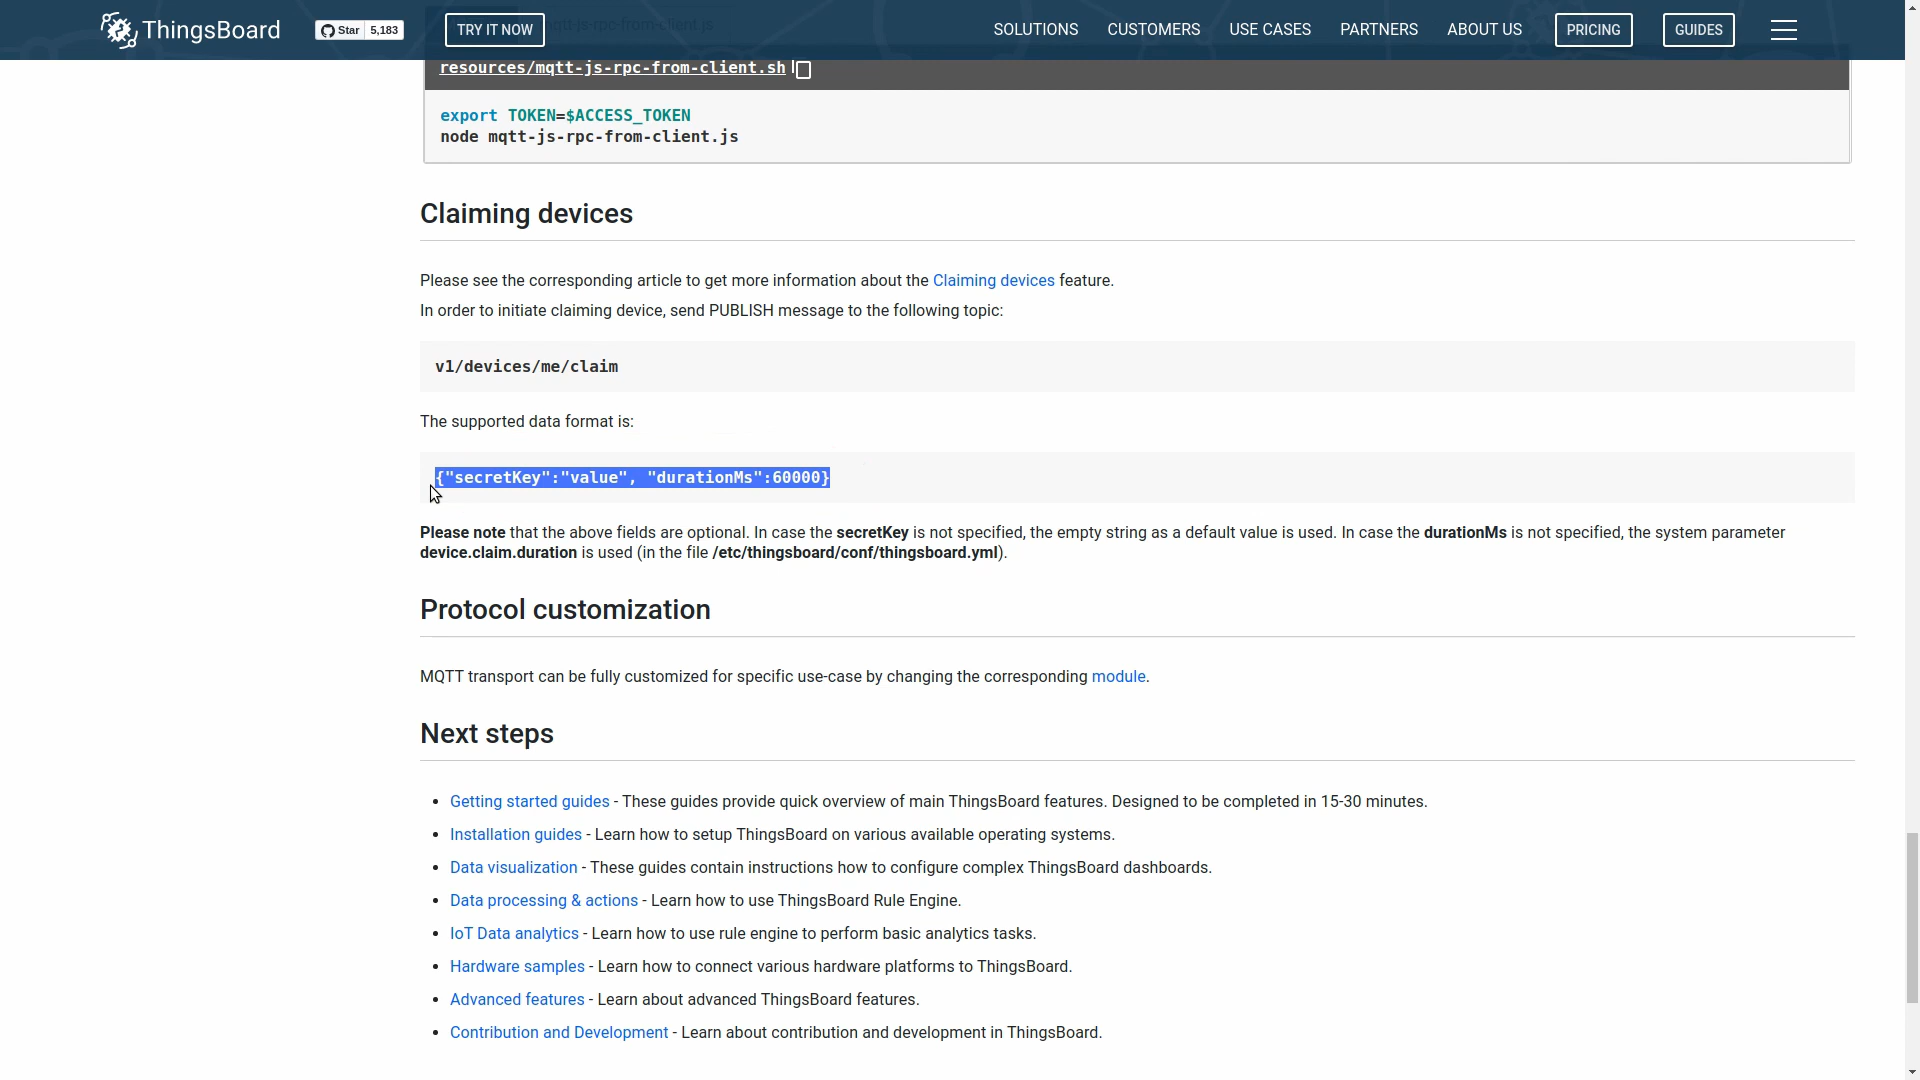 ThingsBoard
Star 5,183
TRY IT NOW
SOLUTIONS
CUSTOMERS
USE CASES
PARTNERS
ABOUT US
PRICING
GUIDES
mqtt-js-rpc-from-client.js
resources/mqtt-js-rpc-from-client.sh
export TOKEN=$ACCESS_TOKEN
node mqtt-js-rpc-from-client.js
Claiming devices
Please see the corresponding article to get more information about the Claiming devices feature.
In order to initiate claiming device, send PUBLISH message to the following topic:
v1/devices/me/claim
The supported data format is:
{"secretKey":"value", "durationMs":60000}
Please note that the above fields are optional. In case the secretKey is not specified, the empty string as a default value is used. In case the durationMs is not specified, the system parameter
device.claim.duration is used (in the file /etc/thingsboard/conf/thingsboard.yml).
Protocol customization
MQTT transport can be fully customized for specific use-case by changing the corresponding module.
Next steps
• Getting started guides - These guides provide quick overview of main ThingsBoard features. Designed to be completed in 15-30 minutes.
• Installation guides - Learn how to setup ThingsBoard on various available operating systems.
• Data visualization - These guides contain instructions how to configure complex ThingsBoard dashboards.
• Data processing & actions - Learn how to use ThingsBoard Rule Engine.
• IoT Data analytics - Learn how to use rule engine to perform basic analytics tasks.
• Hardware samples - Learn how to connect various hardware platforms to ThingsBoard.
• Advanced features - Learn about advanced ThingsBoard features.
• Contribution and Development - Learn about contribution and development in ThingsBoard.